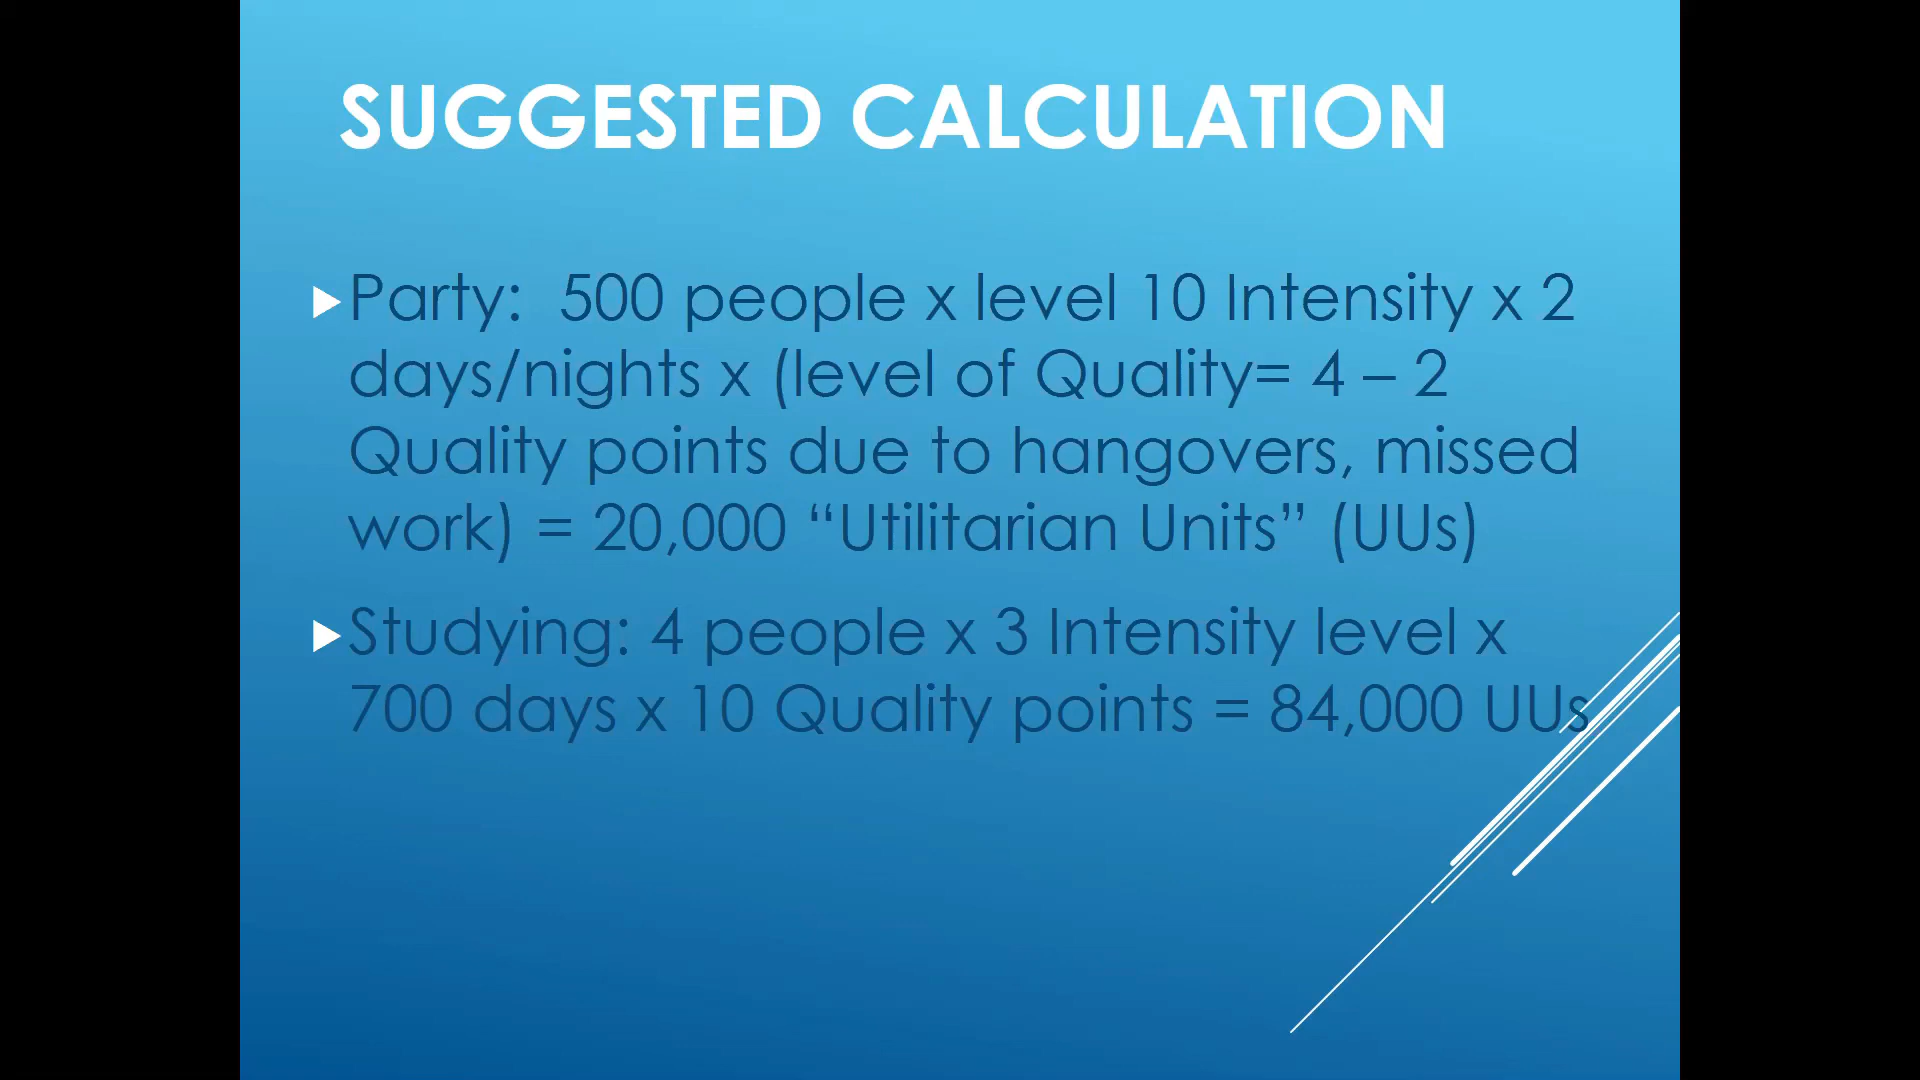 SUGGESTED CALCULATION
Party:  500 people x level 10 Intensity x 2
days/nights x (level of Quality= 4 – 2
Quality points due to hangovers, missed
work) = 20,000 “Utilitarian Units” (UUs)
Studying: 4 people x 3 Intensity level x
700 days x 10 Quality points = 84,000 UUs